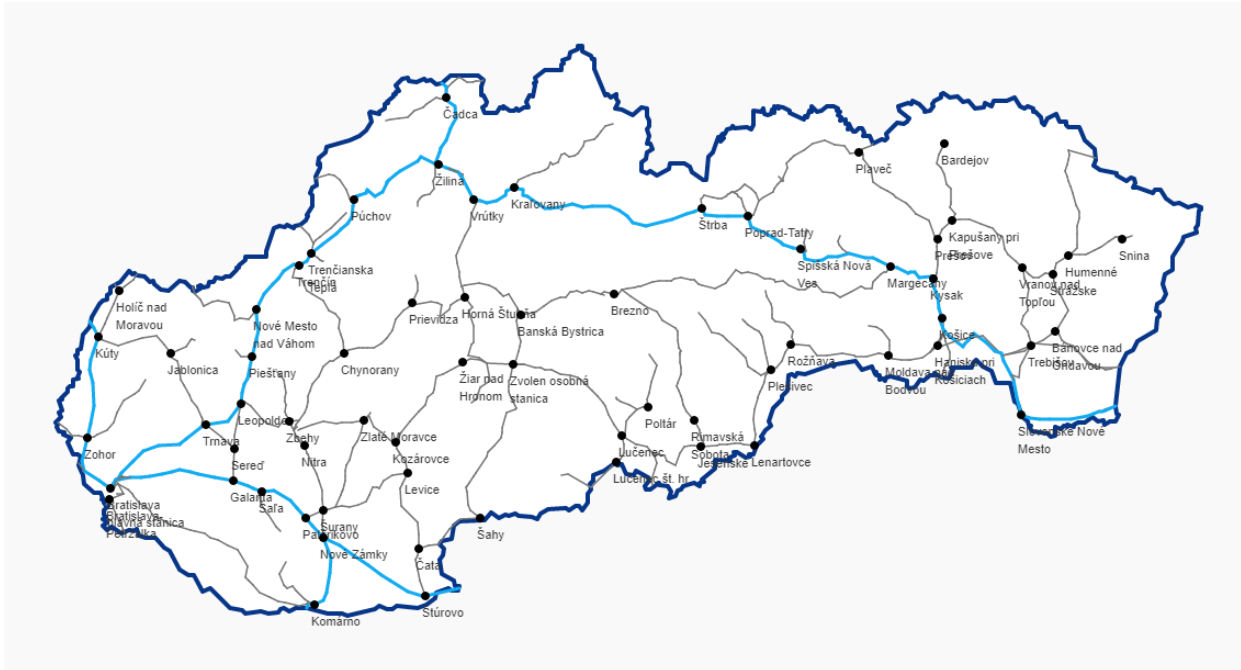 Čadca
Žilina
Plaveč
Bardejov
Púchov
Vrútky
Kraľovany
Štrba
Poprad-Tatry
Kapušany pri
Prešove
Prešov
Snina
Trenčianska
Teplá
Trenčín
Spišská Nová
Ves
Margecany
Kysak
Humenné
Strážske
Vranov nad
Topľou
Holíč nad
Moravou
Nové Mesto
nad Váhom
Prievidza
Horná Štubňa
Banská Bystrica
Brezno
Košice
Kúty
Jablonica
Piešťany
Chynorany
Žiar nad
Hronom
Zvolen osobná
stanica
Rožňava
Plešivec
Moldava nad
Bodvou
Haniska pri
Košiciach
Trebišov
Bánovce nad
Ondavou
Leopoldov
Trnava
Zbehy
Zlaté Moravce
Poltár
Rimavská
Sobota
Slovenské Nové
Mesto
Zohor
Sereď
Nitra
Kozárovce
Lučenec
Jesenské
Lenartovce
Levice
Lučenec št. hr.
Bratislava
hlavná stanica
Bratislava-
Petržalka
Galanta
Šaľa
Palárikovo
Šurany
Nové Zámky
Šahy
Čata
Komárno
Štúrovo